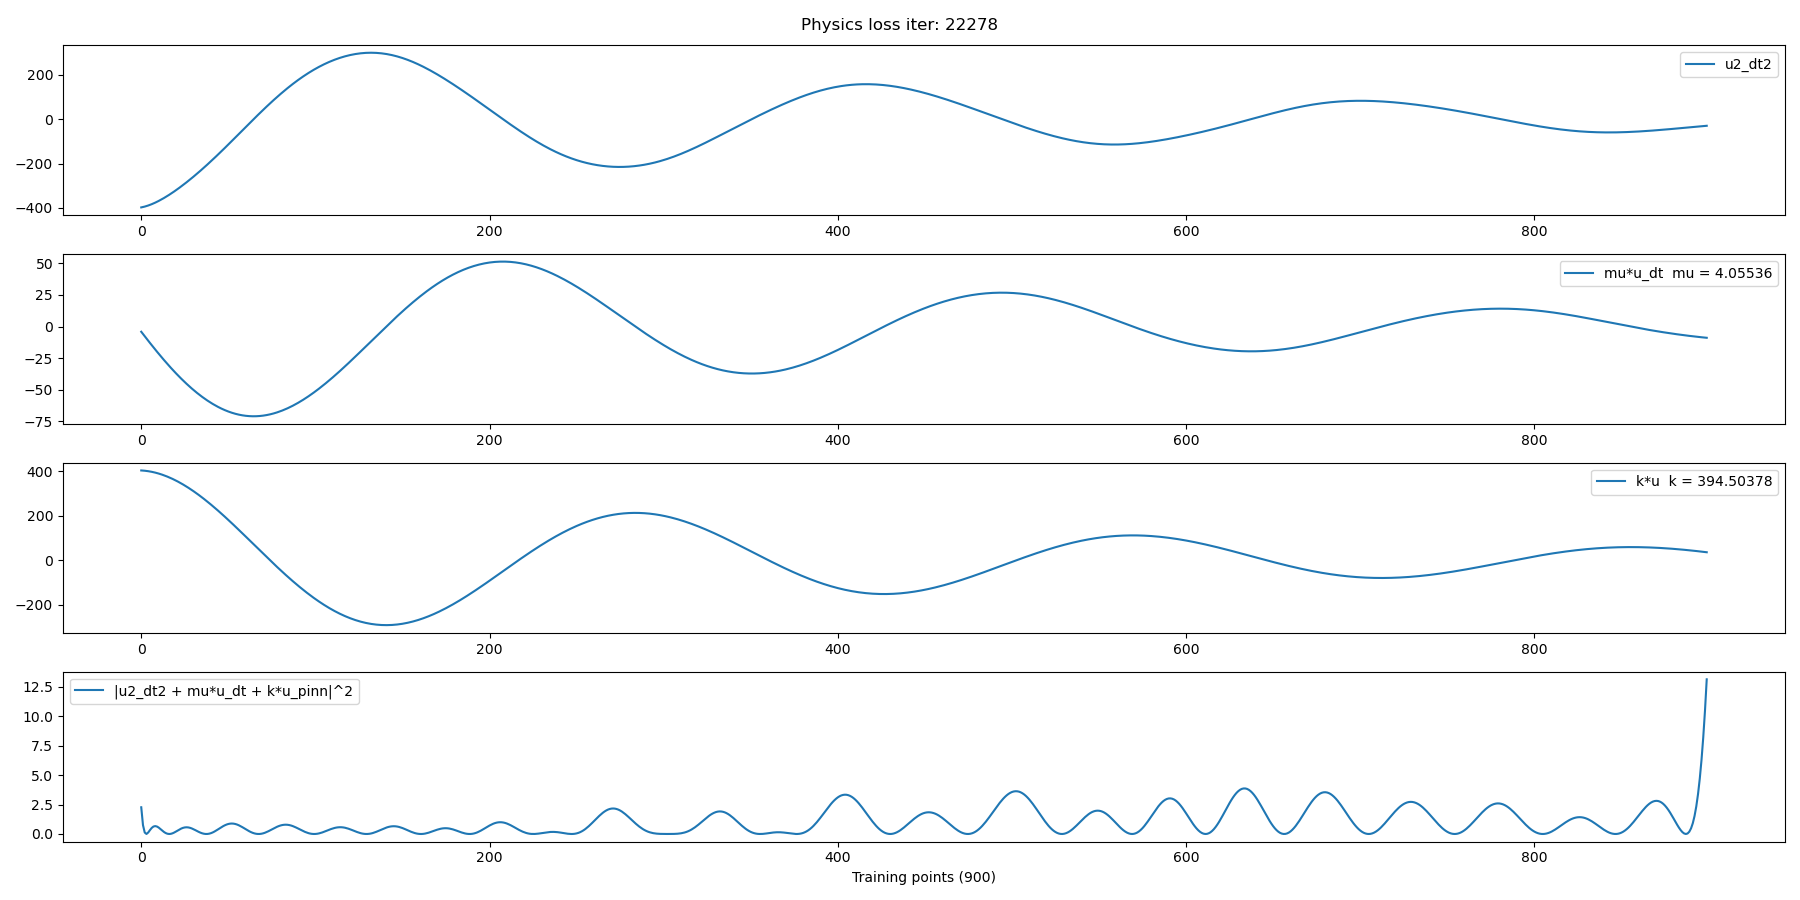 Physics loss iter: 22278
u2_dt2
200
0
−200
−400
0 200 400 600 800
mu*u_dt mu = 4.05536
50
25
0
−25
−50
−75
0 200 400 600 800
k*u k = 394.50378
400
200
0
−200
0 200 400 600 800
|u2_dt2 + mu*u_dt + k*u_pinn|^2
12.5
10.0
7.5
5.0
2.5
0.0
0 200 400 600 800
Training points (900)